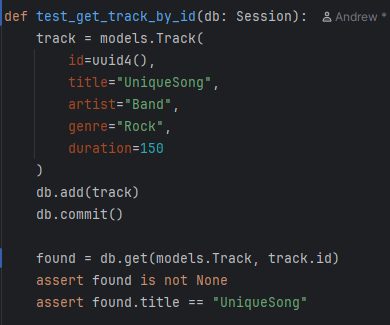 def test_get_track_by_id(db: Session): Andrew *
    track = models.Track(
        id=uuid4(),
        title="UniqueSong",
        artist="Band",
        genre="Rock",
        duration=150
    )
    db.add(track)
    db.commit()

    found = db.get(models.Track, track.id)
    assert found is not None
    assert found.title == "UniqueSong"